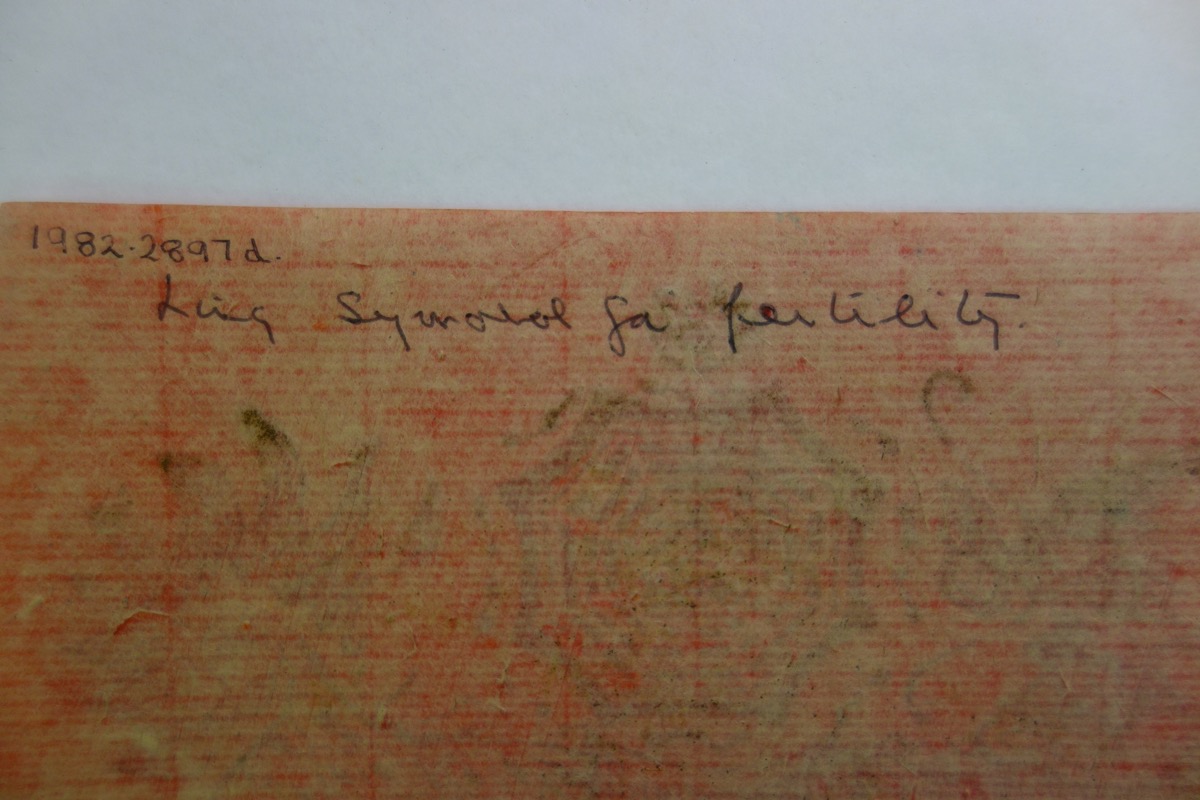 1982-2897d.
King Symbol for fertility.